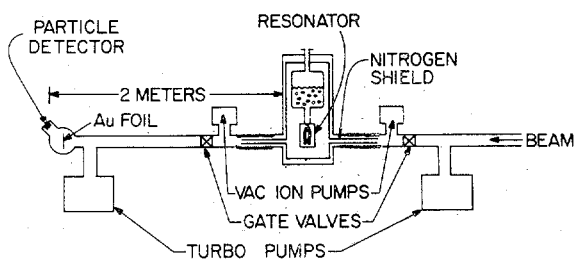 PARTICLE
DETECTOR
RESONATOR
NITROGEN
SHIELD
2 METERS
Au FOIL
BEAM
VAC ION PUMPS
GATE VALVES
TURBO PUMPS